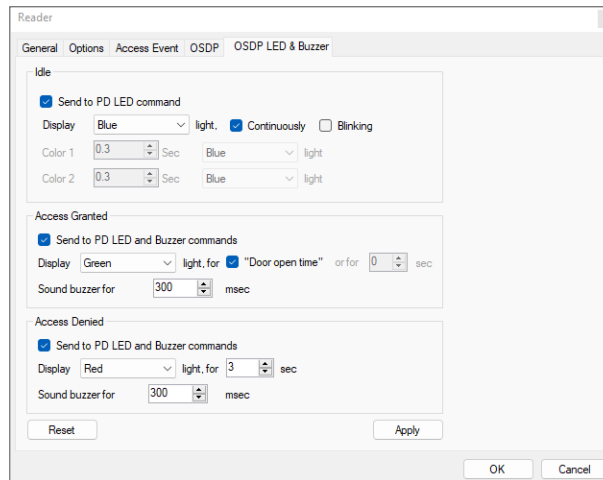 Reader
General Options Access Event OSDP OSDP LED & Buzzer
Idle
Send to PD LED command
Display Blue light, Continuously Blinking
Color 1 0.3 Sec Blue light
Color 2 0.3 Sec Blue light
Access Granted
Send to PD LED and Buzzer commands
Display Green light, for "Door open time" or for 0 sec
Sound buzzer for 300 msec
Access Denied
Send to PD LED and Buzzer commands
Display Red light, for 3 sec
Sound buzzer for 300 msec
Reset Apply
OK Cancel